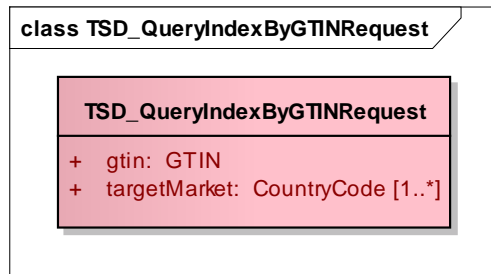 class TSD_QueryIndexByGTINRequest
TSD_QueryIndexByGTINRequest
+ gtin: GTIN
+ targetMarket: CountryCode [1..*]